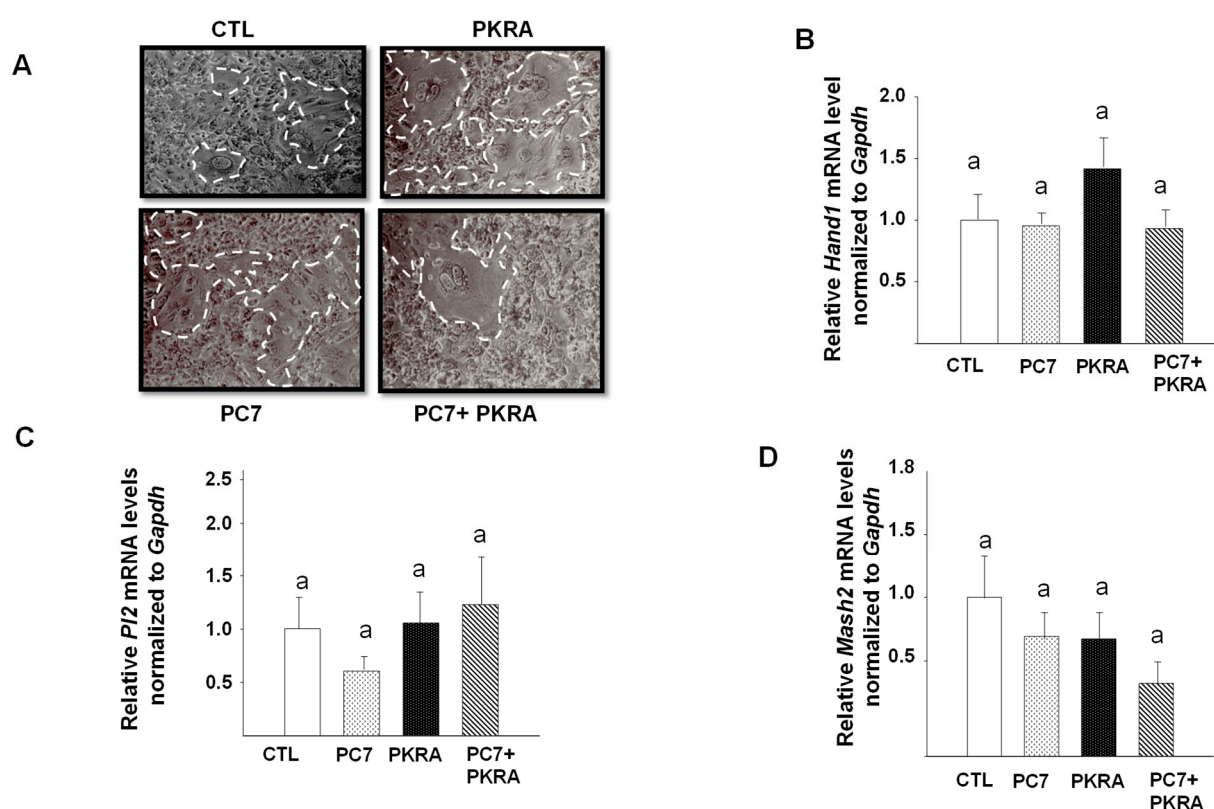 A
CTL
PKRA
PC7
PC7+ PKRA
B
Relative Hand1 mRNA level
normalized to Gapdh
2.0
1.5
1.0
0.5
a
a
a
a
CTL
PC7
PKRA
PC7+
PKRA
C
Relative Pl2 mRNA levels
normalized to Gapdh
2.5
2.0
1.5
1.0
0.5
a
a
a
a
CTL
PC7
PKRA
PC7+
PKRA
D
Relative Mash2 mRNA levels
normalized to Gapdh
1.8
1.5
1.0
0.5
a
a
a
a
CTL
PC7
PKRA
PC7+
PKRA